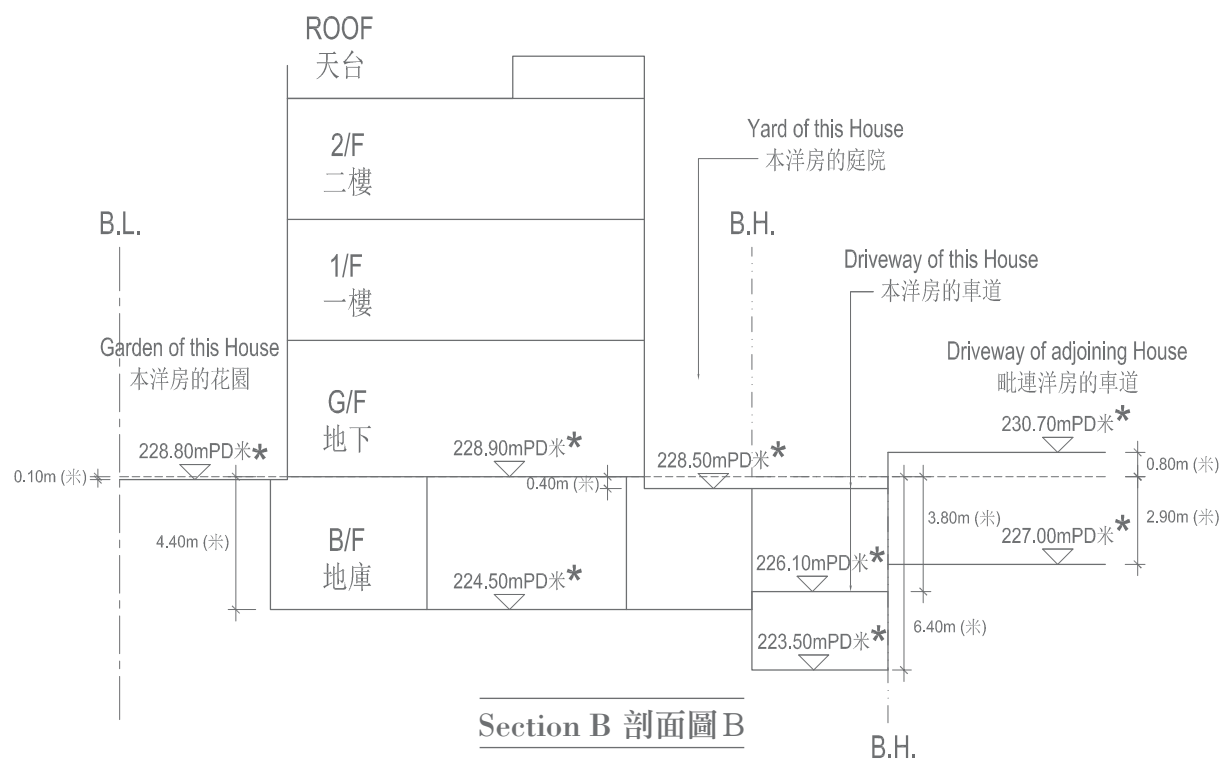 ROOF
天台
2/F
二樓
Yard of this House
本洋房的庭院
B.L.
B.H.
1/F
一樓
Driveway of this House
本洋房的車道
Garden of this House
本洋房的花園
Driveway of adjoining House
毗連洋房的車道
G/F
地下
228.80mPD米*
228.90mPD米*
228.50mPD米*
230.70mPD米*
0.10m (米)
0.40m (米)
0.80m (米)
3.80m (米)
2.90m (米)
4.40m (米)
B/F
地庫
227.00mPD米*
226.10mPD米*
224.50mPD米*
6.40m (米)
223.50mPD米*
Section B 剖面圖B
B.H.